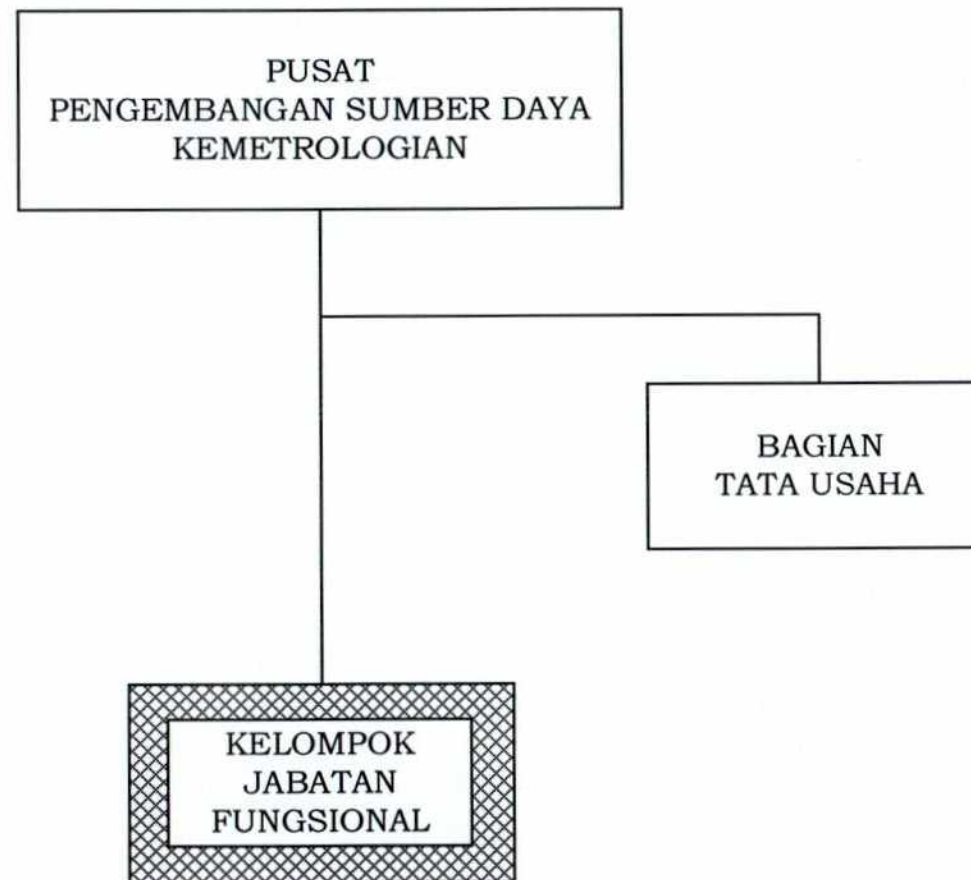 PUSAT
PENGEMBANGAN SUMBER DAYA
KEMETROLOGIAN
BAGIAN
TATA USAHA
KELOMPOK
JABATAN
FUNGSIONAL